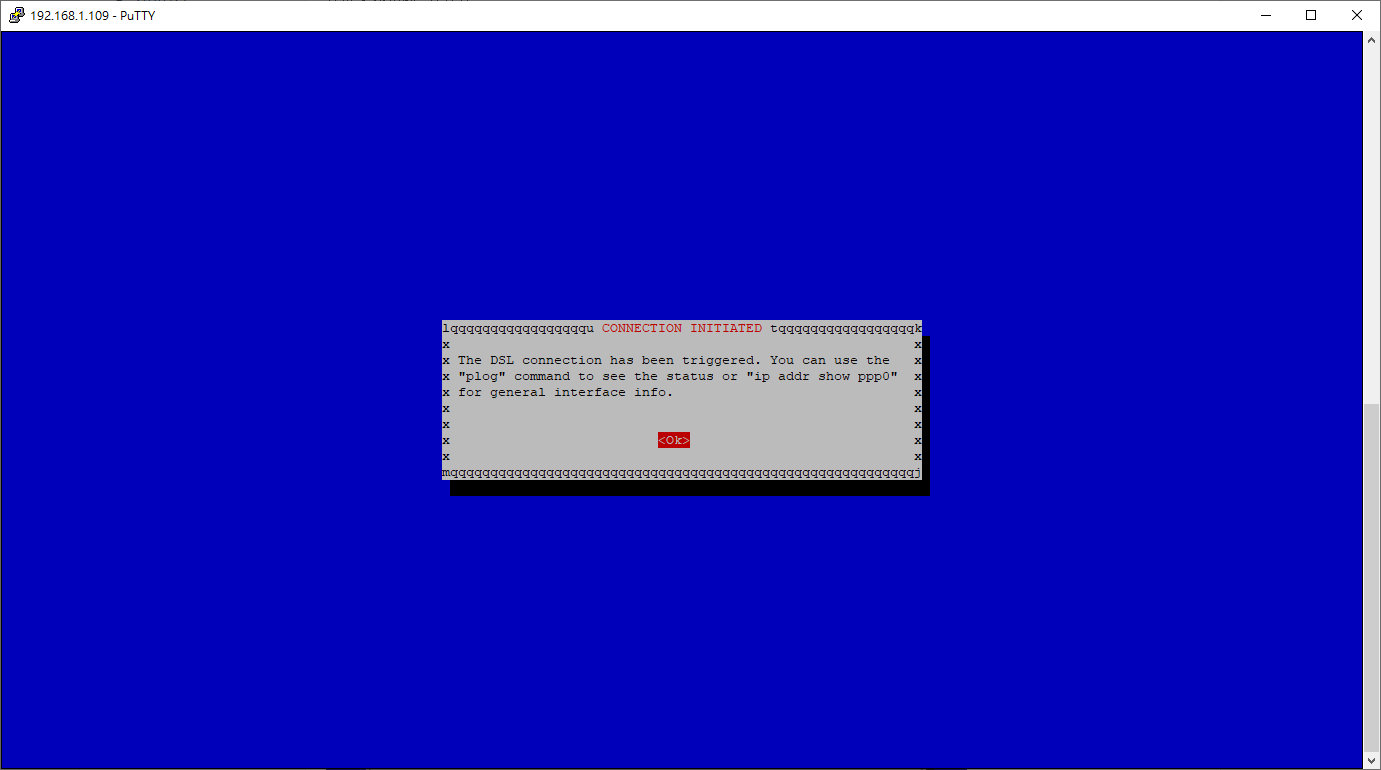 192.168.1.109 - PuTTY
lqqqqqqqqqqqqqqqqqu CONNECTION INITIATED tqqqqqqqqqqqqqqqqqk
x x
x The DSL connection has been triggered. You can use the x
x "plog" command to see the status or "ip addr show ppp0" x
x for general interface info. x
x x
x x
x <Ok> x
x x
mqqqqqqqqqqqqqqqqqqqqqqqqqqqqqqqqqqqqqqqqqqqqqqqqqqqqqqqqqqj